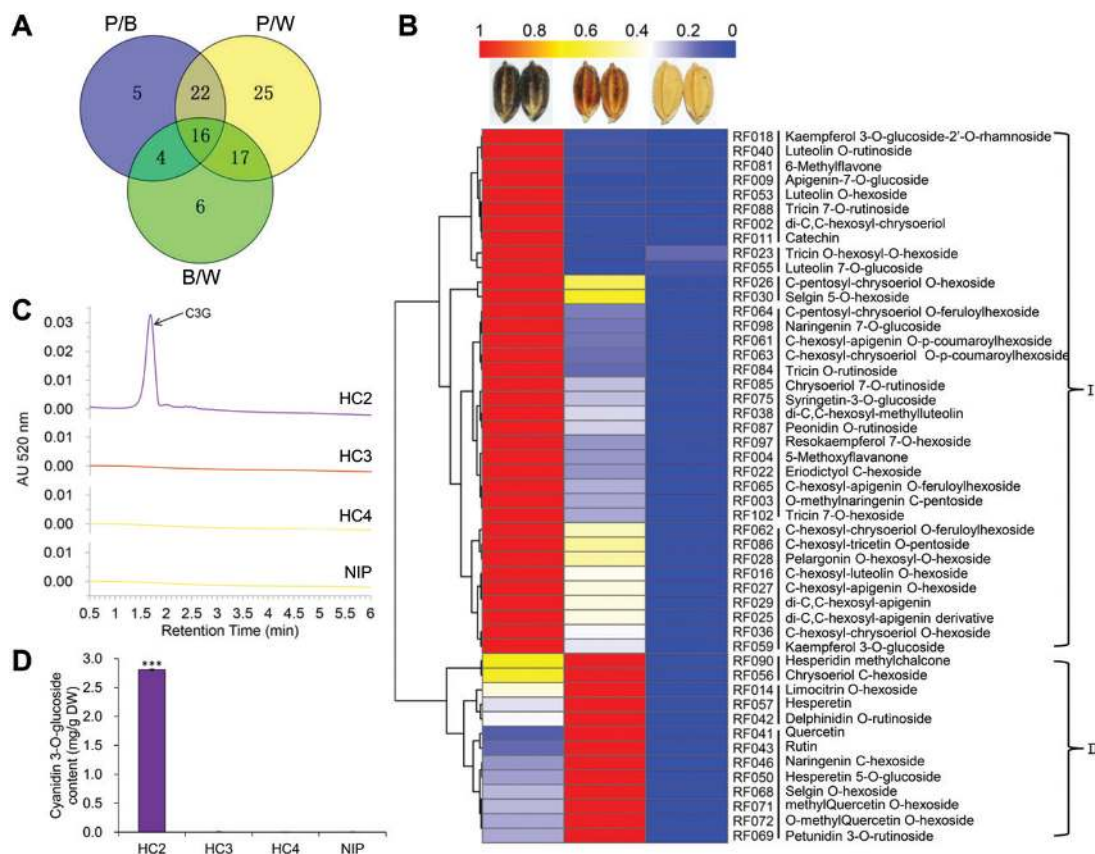 A
P/B
P/W
5
22
25
16
4
17
6
B/W
B
1
0.8
0.6
0.4
0.2
0
RF018 Kaempferol 3-O-glucoside-2'-O-rhamnoside
RF040 Luteolin O-rutinoside
RF081 6-Methylflavone
RF009 Apigenin-7-O-glucoside
RF053 Luteolin O-hexoside
RF088 Tricin 7-O-rutinoside
RF002 di-C,C-hexosyl-chrysoeriol
RF011 Catechin
RF023 Tricin O-hexosyl-O-hexoside
RF055 Luteolin 7-O-glucoside
RF026 C-pentosyl-chrysoeriol O-hexoside
RF030 Selgin 5-O-hexoside
RF064 C-pentosyl-chrysoeriol O-feruloylhexoside
RF098 Naringenin 7-O-glucoside
RF061 C-hexosyl-apigenin O-p-coumaroylhexoside
RF063 C-hexosyl-chrysoeriol O-p-coumaroylhexoside
RF084 Tricin O-rutinoside
RF085 Chrysoeriol 7-O-rutinoside
RF075 Syringetin-3-O-glucoside
RF038 di-C,C-hexosyl-methylluteolin
RF087 Peonidin O-rutinoside
RF097 Resokaempferol 7-O-hexoside
RF004 5-Methoxyflavanone
RF022 Eriodictyol C-hexoside
RF065 C-hexosyl-apigenin O-feruloylhexoside
RF003 O-methylnaringenin C-pentoside
RF102 Tricin 7-O-hexoside
RF062 C-hexosyl-chrysoeriol O-feruloylhexoside
RF086 C-hexosyl-tricetin O-pentoside
RF028 Pelargonin O-hexosyl-O-hexoside
RF016 C-hexosyl-luteolin O-hexoside
RF027 C-hexosyl-apigenin O-hexoside
RF029 di-C,C-hexosyl-apigenin
RF025 di-C,C-hexosyl-apigenin derivative
RF036 C-hexosyl-chrysoeriol O-hexoside
RF059 Kaempferol 3-O-glucoside
RF090 Hesperidin methylchalcone
RF056 Chrysoeriol C-hexoside
RF014 Limocitrin O-hexoside
RF057 Hesperetin
RF042 Delphinidin O-rutinoside
RF041 Quercetin
RF043 Rutin
RF046 Naringenin C-hexoside
RF050 Hesperetin 5-O-glucoside
RF068 Selgin O-hexoside
RF071 methylQuercetin O-hexoside
RF072 O-methylQuercetin O-hexoside
RF069 Petunidin 3-O-rutinoside
I
II
C
AU 520 nm
0.03
0.02
0.01
0.00
C3G
HC2
0.01
0.00
HC3
0.01
0.00
HC4
0.01
0.00
NIP
0.5 1 1.5 2 2.5 3 3.5 4 4.5 5 5.5 6
Retention Time (min)
D
Cyanidin 3-O-glucoside
content (mg/g DW)
3.0
2.5
2.0
1.5
1.0
0.5
0.0
***
HC2 HC3 HC4 NIP